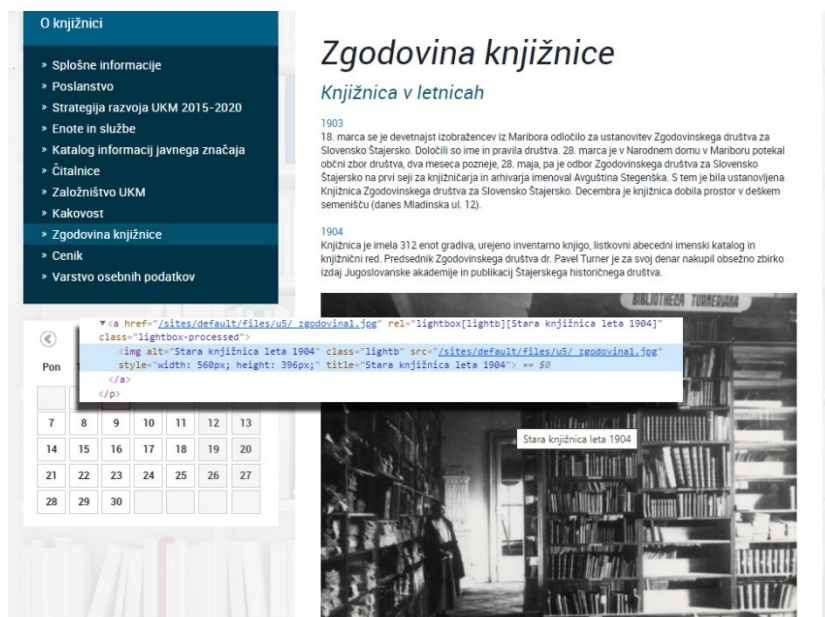 O knjižnici
» Splošne informacije
» Poslanstvo
» Strategija razvoja UKM 2015-2020
» Enote in službe
» Katalog informacij javnega značaja
» Čitalnice
» Založništvo UKM
» Kakovost
» Zgodovina knjižnice
» Cenik
» Varstvo osebnih podatkov
Zgodovina knjižnice
Knjižnica v letnicah
1903
18. marca se je devetnajst izobražencev iz Maribora odločilo za ustanovitev Zgodovinskega društva za
Slovensko Štajersko. Določili so ime in pravila društva. 28. marca je v Narodnem domu v Mariboru potekal
občni zbor društva, dva meseca pozneje, 28. maja, pa je odbor Zgodovinskega društva za Slovensko
Štajersko na prvi seji za knjižničarja in arhivarja imenoval Avguština Stegenška. S tem je bila ustanovljena
Knjižnica Zgodovinskega društva za Slovensko Štajersko. Decembra je knjižnica dobila prostor v deškem
semenišču (danes Mladinska ul. 12).
1904
Knjižnica je imela 312 enot gradiva, urejeno inventarno knjigo, listkovni abecedni imenski katalog in
knjižnični red. Predsednik Zgodovinskega društva dr. Pavel Turner je za svoj denar nakupil obsežno zbirko
izdaj Jugoslovanske akademije in publikacij Štajerskega historičnega društva.
BIBLIOTHECA TURNERIANA
▼<a href="/sites/default/files/u5/ zgodovina1.jpg" rel="lightbox[lightb][Stara knjižnica leta 1904]"
class="lightbox-processed">
<img alt="Stara knjižnica leta 1904" class="lightb" src="/sites/default/files/u5/ zgodovina1.jpg"
style="width: 560px; height: 396px;" title="Stara knjižnica leta 1904"> == $0
</a>
</p>
Stara knjižnica leta 1904
Pon
7 8 9 10 11 12 13
14 15 16 17 18 19 20
21 22 23 24 25 26 27
28 29 30